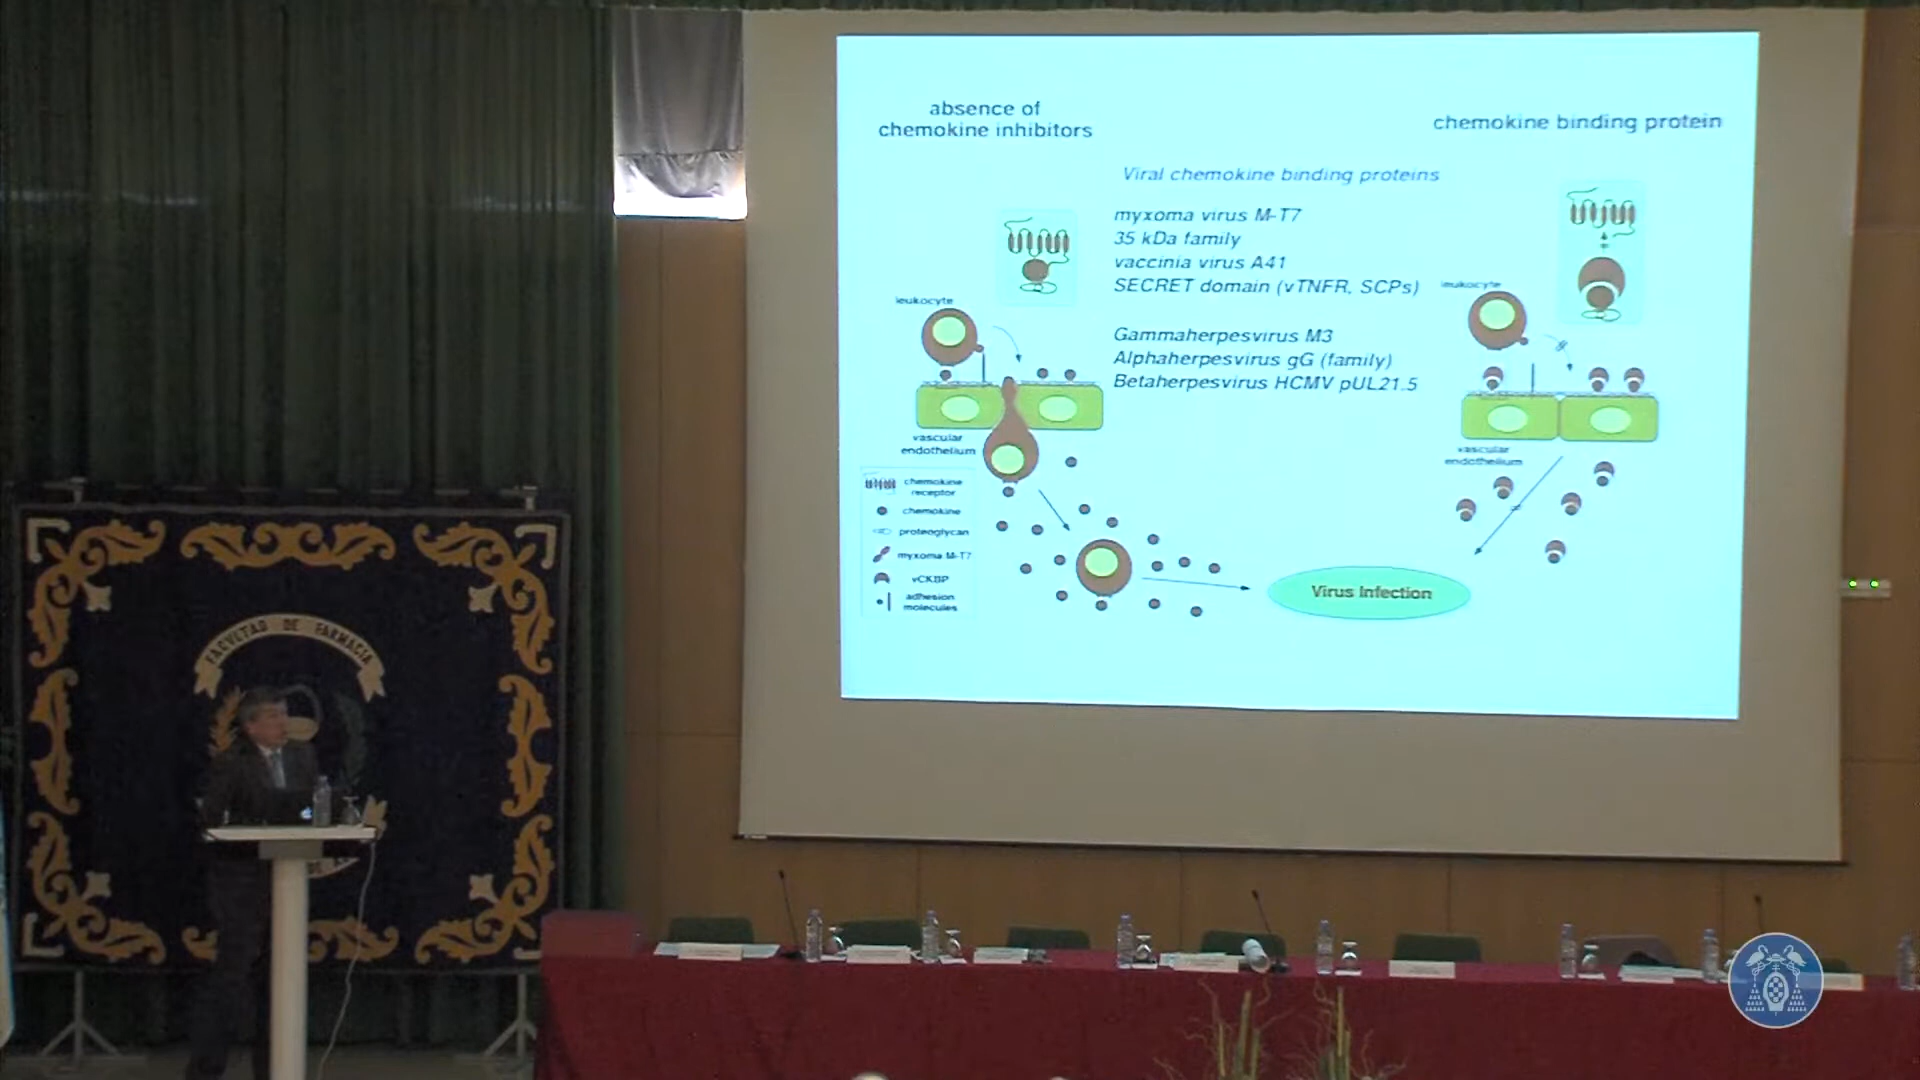 absence of
chemokine inhibitors
chemokine binding protein
Viral chemokine binding proteins
myxoma virus M-T7
35 kDa family
vaccinia virus A41
SECRET domain (vTNFR, SCPs)
Gammaherpesvirus M3
Alphaherpesvirus gG (family)
Betaherpesvirus HCMV pUL21.5
leukocyte
vascular
endothelium
chemokine
receptor
chemokine
proteoglycan
myxoma M-T7
vCKBP
adhesion
molecules
leukocyte
vascular
endothelium
Virus Infection
FACVLTAD DE FARMACIA